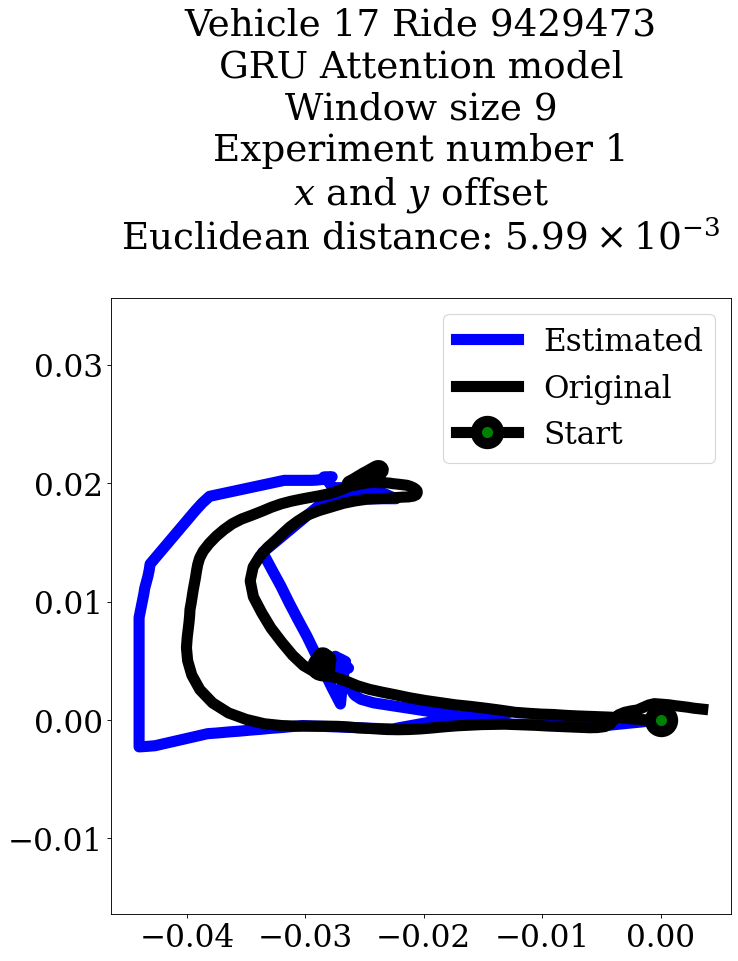 Vehicle 17 Ride 9429473
GRU Attention model
Window size 9
Experiment number 1
x and y offset
Euclidean distance: 5.99 × 10⁻³
Estimated
Original
Start
0.03
0.02
0.01
0.00
−0.01
−0.04 −0.03 −0.02 −0.01 0.00